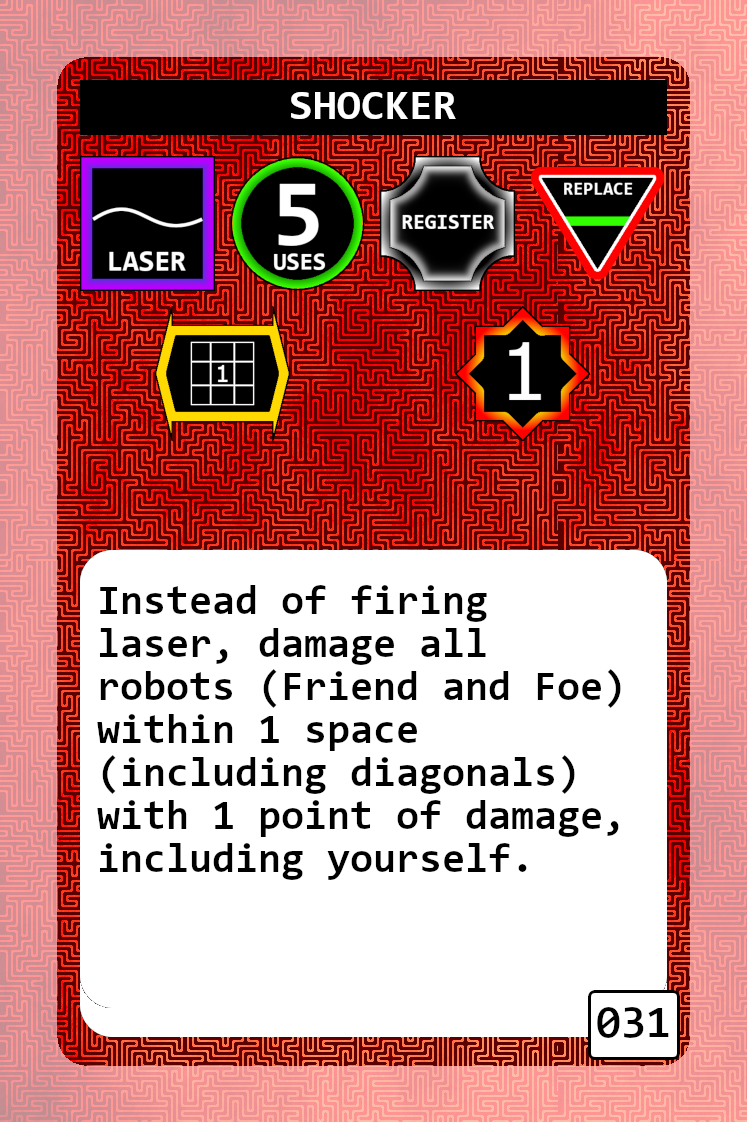 SHOCKER
LASER
5
USES
REGISTER
REPLACE
1
1
Instead of firing
laser, damage all
robots (Friend and Foe)
within 1 space
(including diagonals)
with 1 point of damage,
including yourself.
031